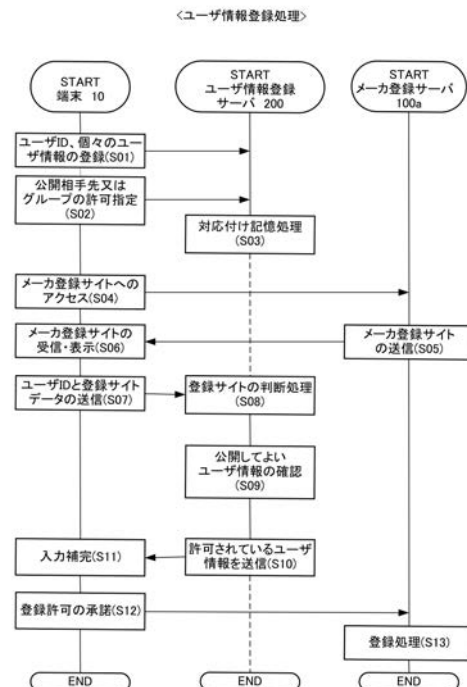 <ユーザ情報登録処理>
START
端末 10
START
ユーザ情報登録
サーバ 200
START
メーカ登録サーバ
100a
ユーザID、個々のユー
ザ情報の登録(S01)
公開相手先又は
グループの許可指定
(S02)
対応付け記憶処理
(S03)
メーカ登録サイトへの
アクセス(S04)
メーカ登録サイトの
受信・表示(S06)
メーカ登録サイト
の送信(S05)
ユーザIDと登録サイト
データの送信(S07)
登録サイトの判断処理
(S08)
公開してよい
ユーザ情報の確認
(S09)
入力補完(S11)
許可されているユーザ
情報を送信(S10)
登録許可の承諾(S12)
登録処理(S13)
END
END
END